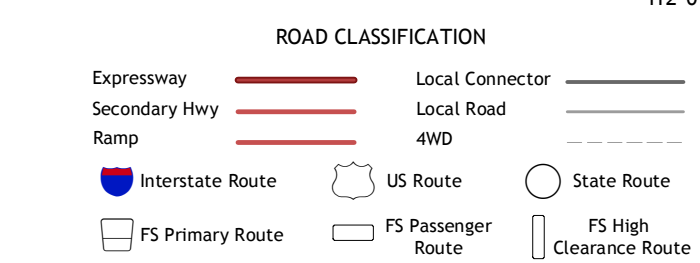 ROAD CLASSIFICATION
Expressway
Local Connector
Secondary Hwy
Local Road
Ramp
4WD
Interstate Route
US Route
State Route
FS Primary Route
FS Passenger
Route
FS High
Clearance Route